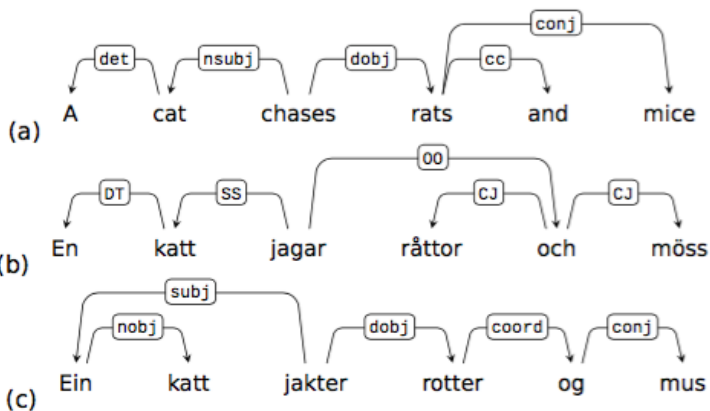 conj
det nsubj dobj cc
A cat chases rats and mice
(a)
OO
DT SS CJ CJ
En katt jagar råttor och möss
(b)
subj
nobj dobj coord conj
Ein katt jakter rotter og mus
(c)